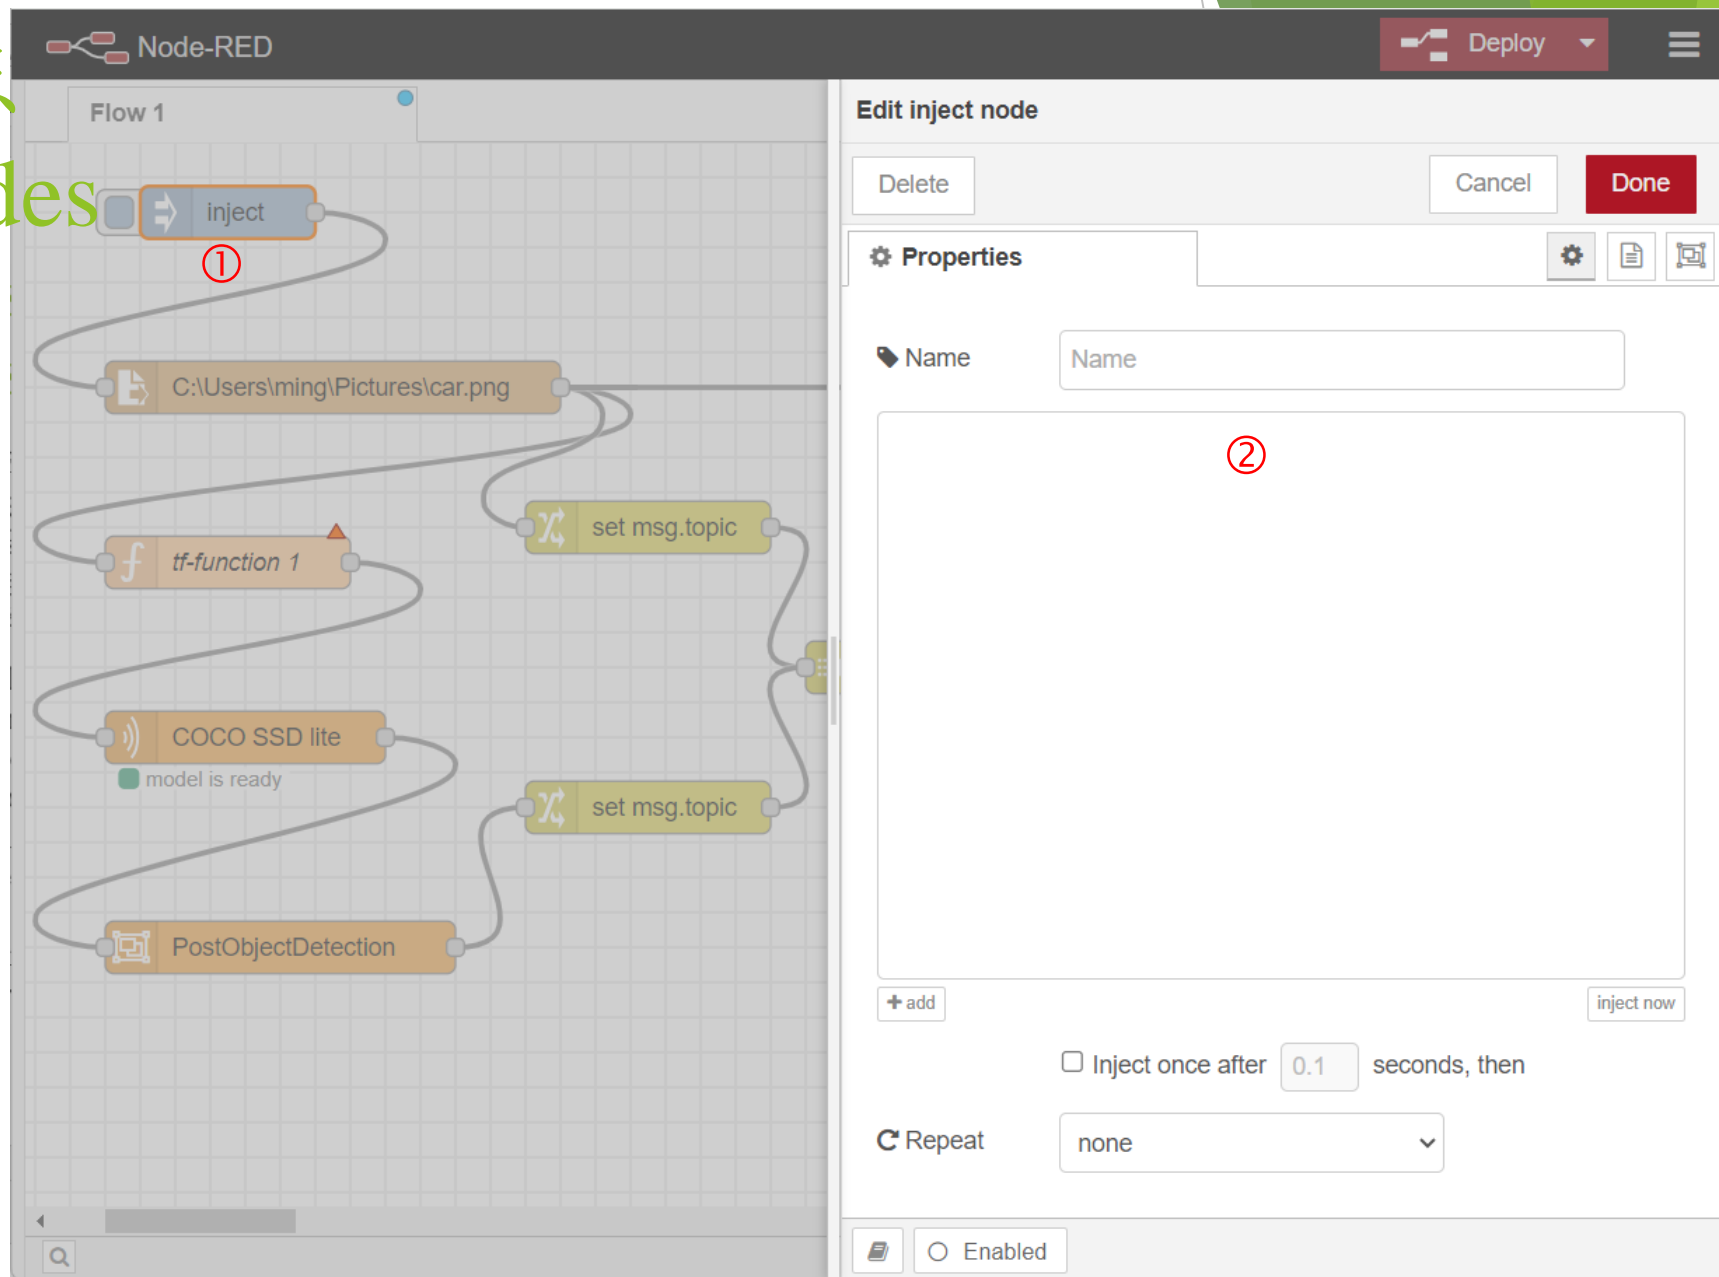 Node-RED
Deploy
Flow 1
des
inject
①
C:\Users\ming\Pictures\car.png
set msg.topic
tf-function 1
COCO SSD lite
model is ready
set msg.topic
PostObjectDetection
Edit inject node
Delete
Cancel
Done
Properties
Name
Name
②
add
inject now
Inject once after 0.1 seconds, then
Repeat
none
Enabled